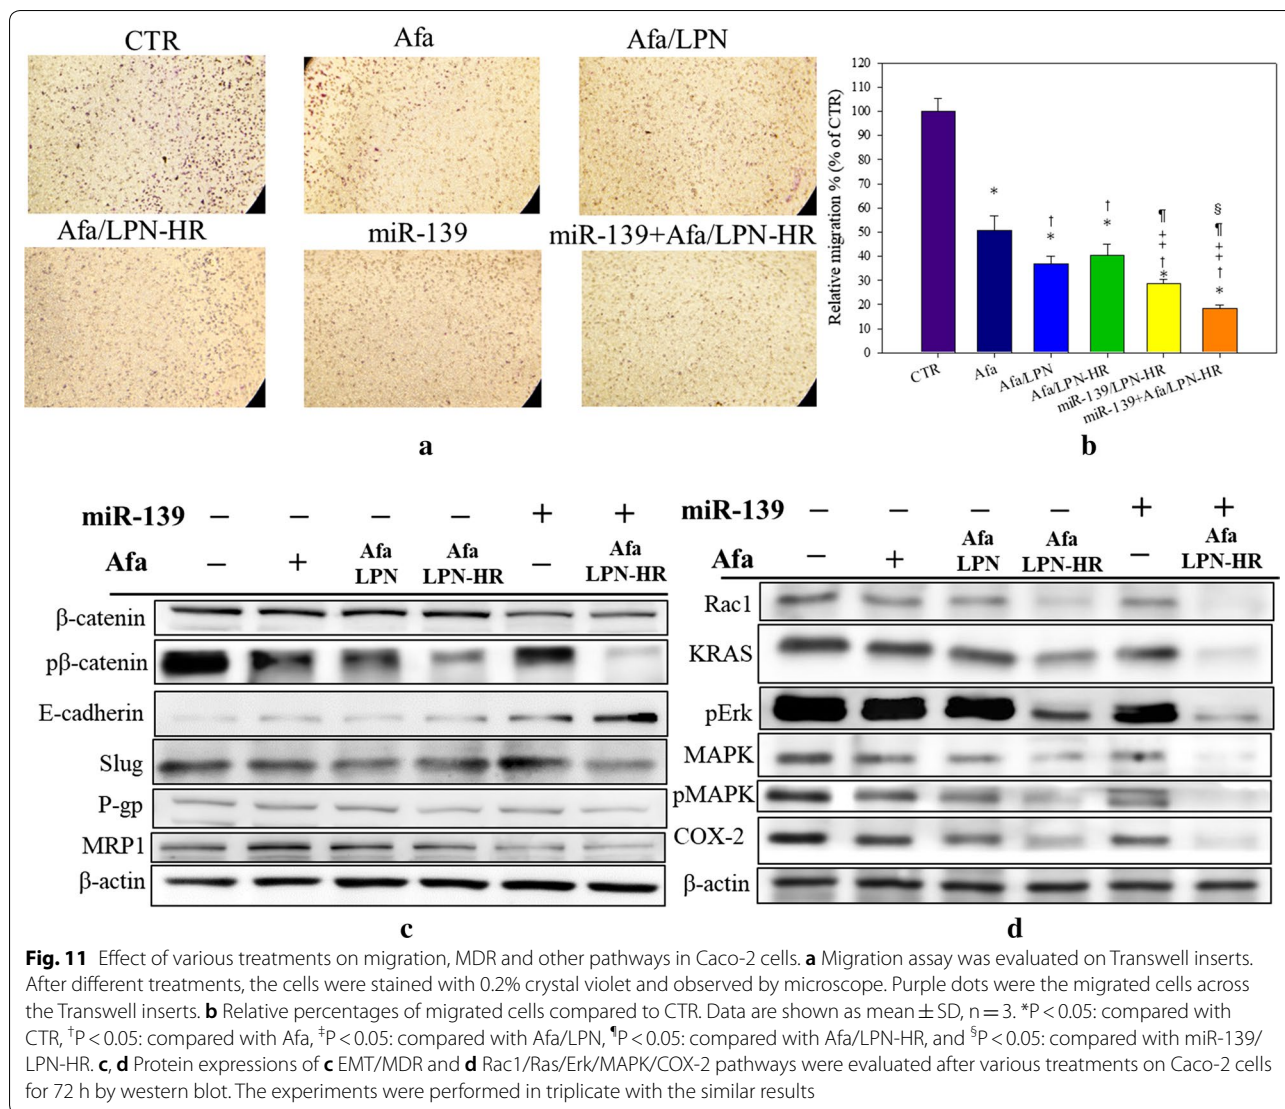 CTR
Afa
Afa/LPN
Afa/LPN-HR
miR-139
miR-139+Afa/LPN-HR
a
Relative migration % (% of CTR)
120
110
100
90
80
70
60
50
40
30
20
10
0
*
†
*
†
*
¶
‡
†
*
§
¶
‡
†
*
CTR
Afa
Afa/LPN
Afa/LPN-HR
miR-139/LPN-HR
miR-139+Afa/LPN-HR
b
miR-139 − − − − + +
Afa − + Afa LPN Afa LPN-HR − Afa LPN-HR
β-catenin
pβ-catenin
E-cadherin
Slug
P-gp
MRP1
β-actin
c
miR-139 − − − − + +
Afa − + Afa LPN Afa LPN-HR − Afa LPN-HR
Rac1
KRAS
pErk
MAPK
pMAPK
COX-2
β-actin
d
Fig. 11 Effect of various treatments on migration, MDR and other pathways in Caco-2 cells. a Migration assay was evaluated on Transwell inserts.
After different treatments, the cells were stained with 0.2% crystal violet and observed by microscope. Purple dots were the migrated cells across
the Transwell inserts. b Relative percentages of migrated cells compared to CTR. Data are shown as mean ± SD, n = 3. *P < 0.05: compared with
CTR, †P < 0.05: compared with Afa, ‡P < 0.05: compared with Afa/LPN, ¶P < 0.05: compared with Afa/LPN-HR, and §P < 0.05: compared with miR-139/
LPN-HR. c, d Protein expressions of c EMT/MDR and d Rac1/Ras/Erk/MAPK/COX-2 pathways were evaluated after various treatments on Caco-2 cells
for 72 h by western blot. The experiments were performed in triplicate with the similar results